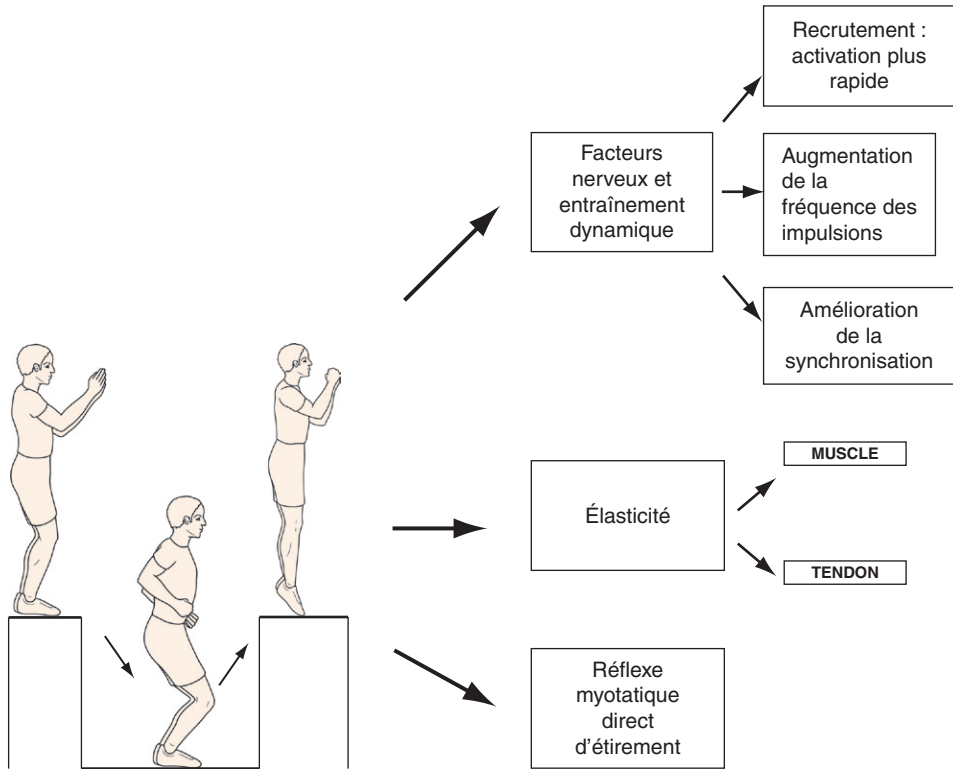 Recrutement :
activation plus
rapide
Facteurs
nerveux et
entraînement
dynamique
Augmentation
de la
fréquence des
impulsions
Amélioration
de la
synchronisation
Élasticité
MUSCLE
TENDON
Réflexe
myotatique
direct
d’étirement